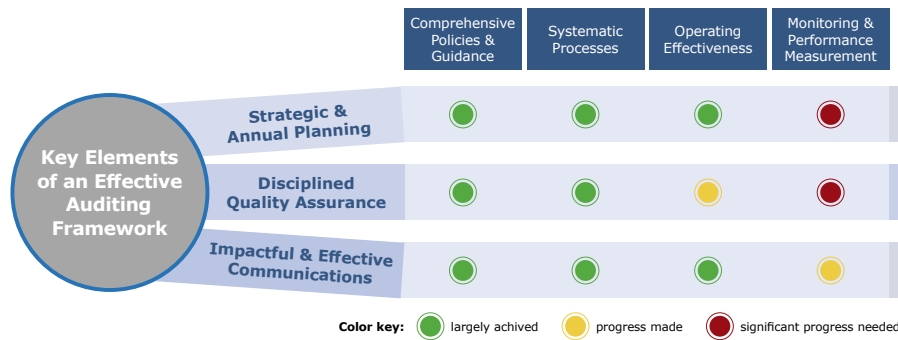 Comprehensive
Policies &
Guidance
Systematic
Processes
Operating
Effectiveness
Monitoring &
Performance
Measurement
Key Elements
of an Effective
Auditing
Framework
Strategic &
Annual Planning
Disciplined
Quality Assurance
Impactful & Effective
Communications
Color key:
largely achived
progress made
significant progress needed